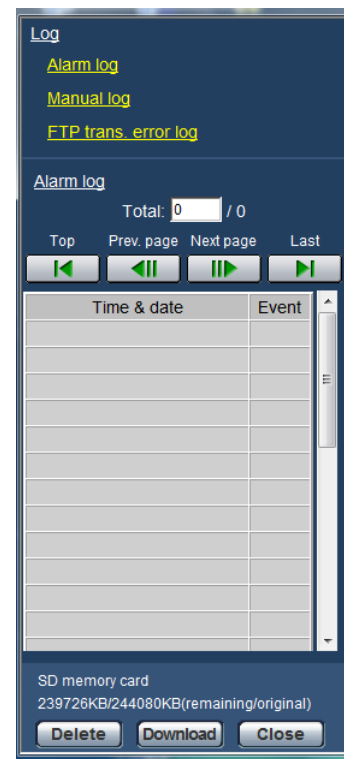 Log
Alarm log
Manual log
FTP trans. error log
Alarm log
Total: 0 / 0
Top Prev. page Next page Last
Time & date Event
SD memory card
239726KB/244080KB(remaining/original)
Delete Download Close